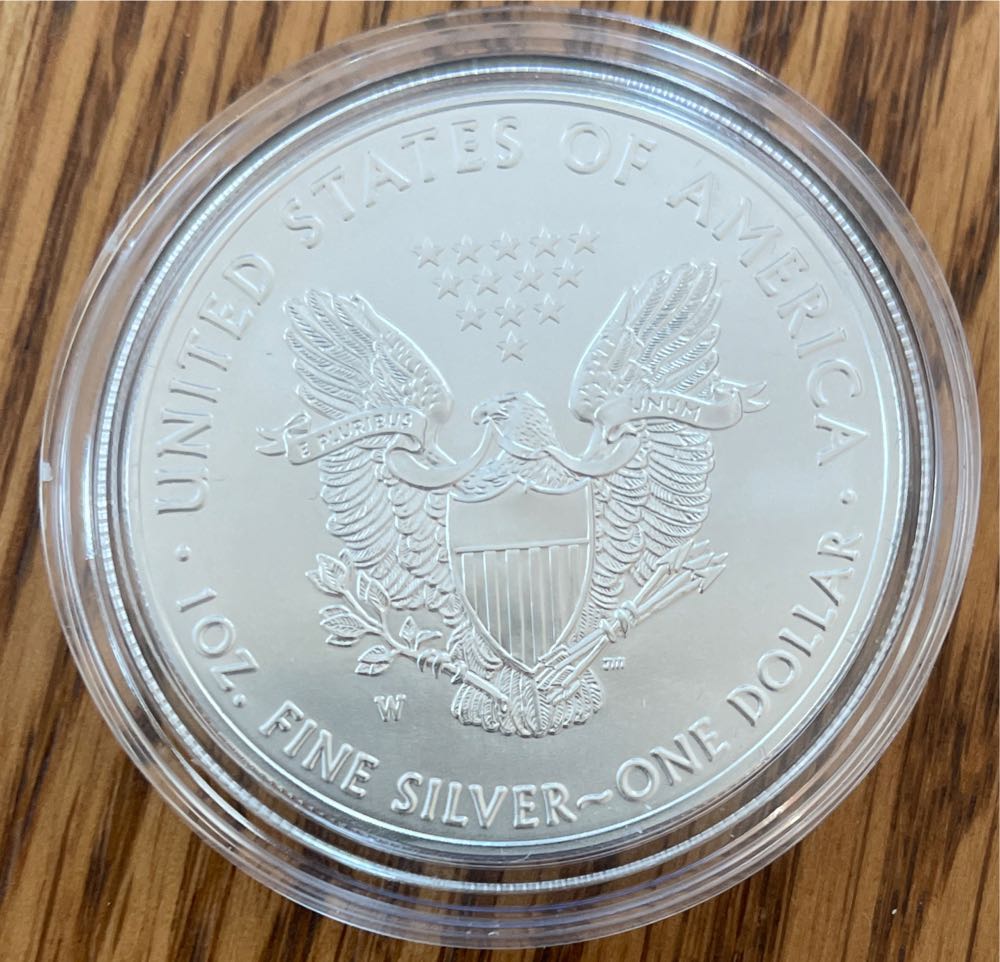 UNITED STATES OF AMERICA
E PLURIBUS UNUM
W
JM
• 1 OZ. FINE SILVER~ONE DOLLAR •